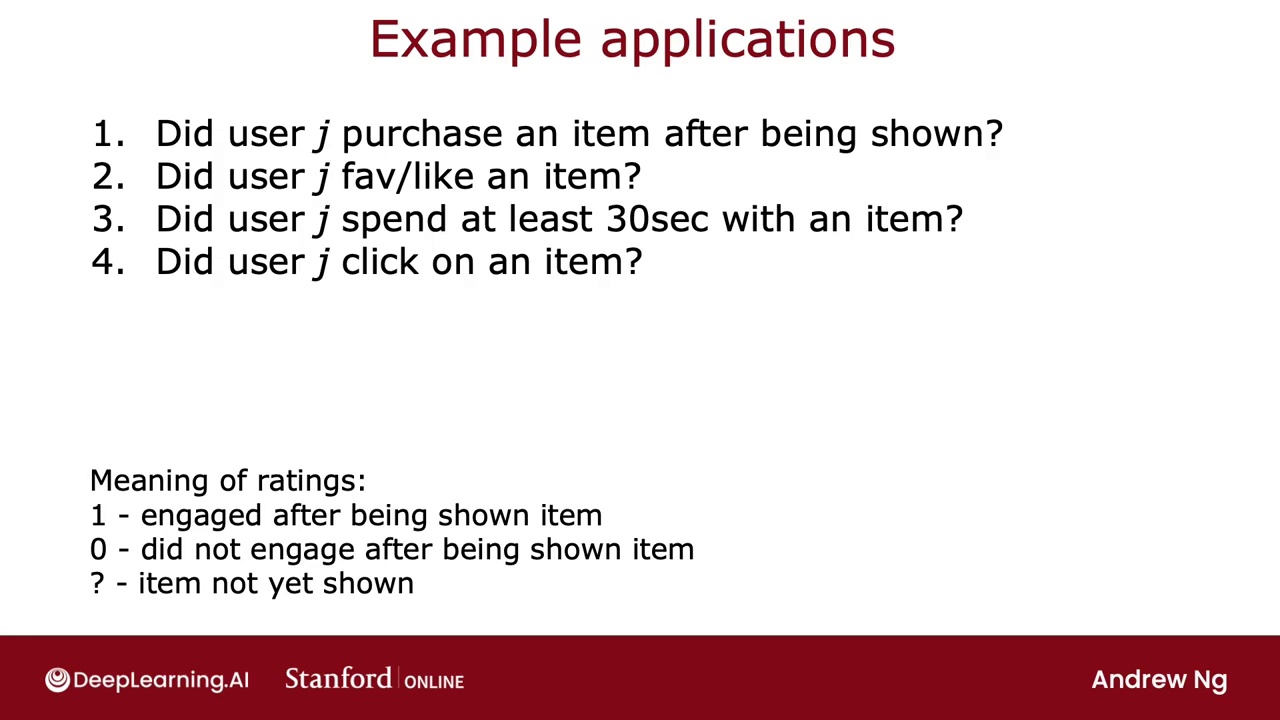 Example applications
1. Did user j purchase an item after being shown?
2. Did user j fav/like an item?
3. Did user j spend at least 30sec with an item?
4. Did user j click on an item?
Meaning of ratings:
1 - engaged after being shown item
0 - did not engage after being shown item
? - item not yet shown
DeepLearning.AI Stanford ONLINE Andrew Ng